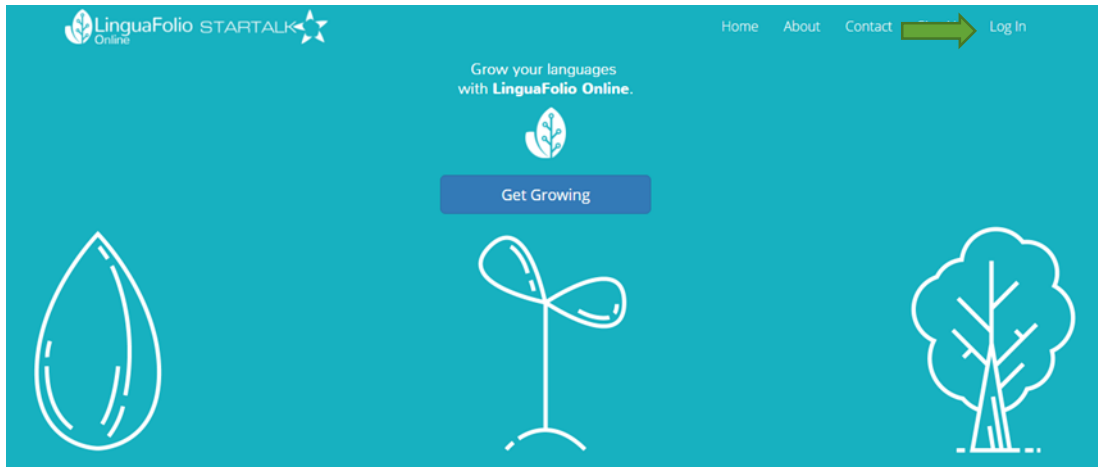 LinguaFolio STARTALK
Online
Home About Contact Log In
Grow your languages
with LinguaFolio Online.
Get Growing